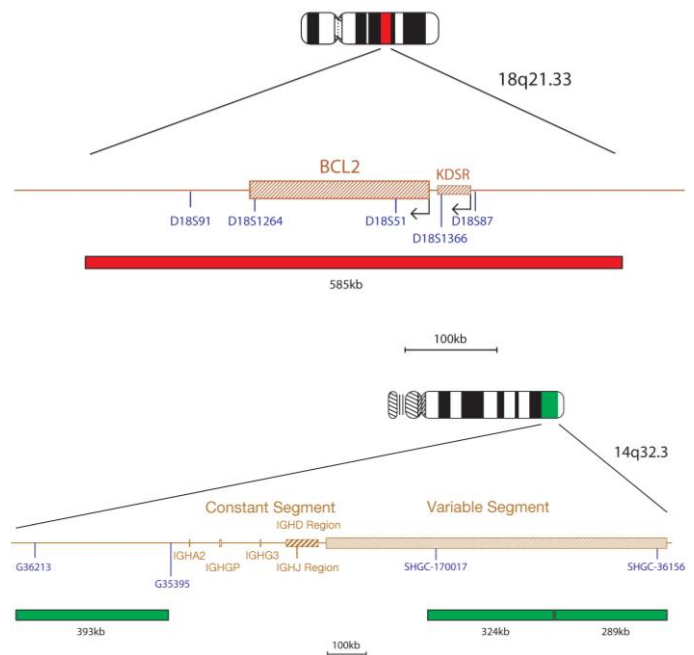 18q21.33
BCL2
KDSR
D18S91
D18S1264
D18S51
D18S87
D18S1366
585kb
100kb
14q32.3
Constant Segment
Variable Segment
IGHD Region
IGHA2
IGHG3
IGHGP
IGHJ Region
G36213
G35395
SHGC-170017
SHGC-36156
393kb
324kb
289kb
100kb